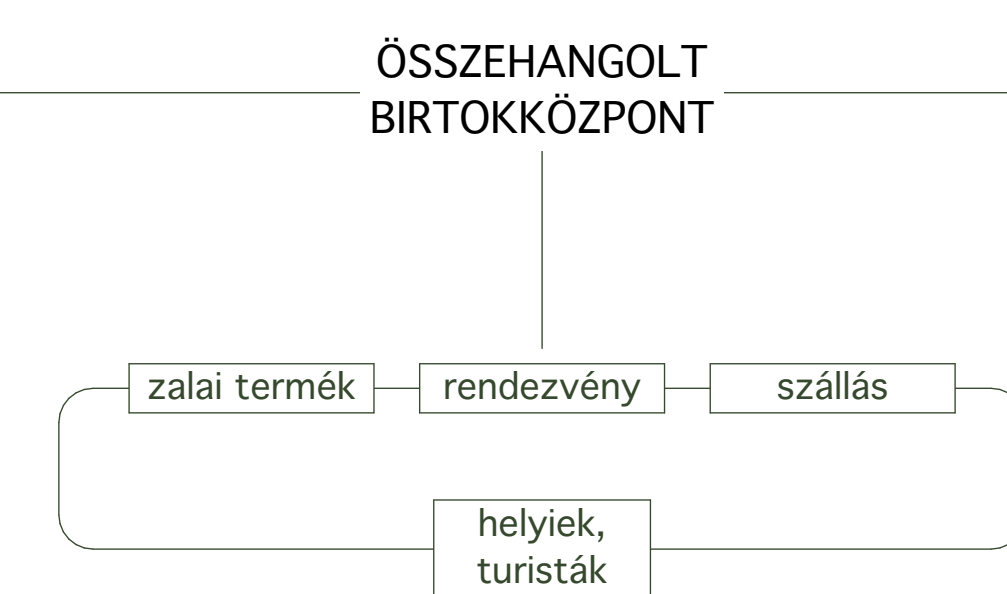 ÖSSZEHANGOLT
BIRTOKKÖZPONT
zalai termék
rendezvény
szállás
helyiek,
turisták